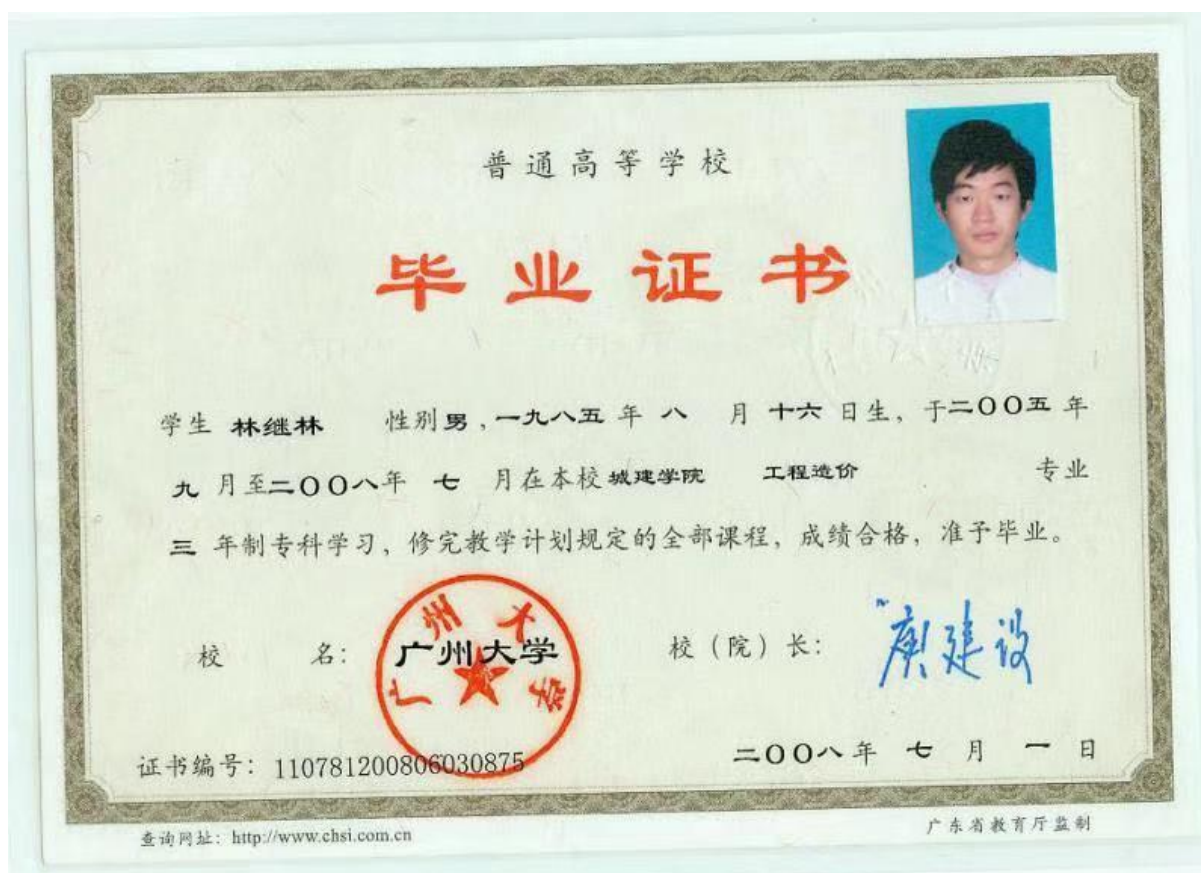 普通高等学校
毕业证书
学生 林继林 性别男,一九八五 年 八 月 十六 日生, 于二〇〇五 年
九 月至二〇〇八年 七 月在本校 城建学院 工程造价 专业
三 年制专科学习、修完教学计划规定的全部课程, 成绩合格, 准予毕业。
校 名: 广州大学
广州大学
校（院）长: 庾建设
证书编号: 110781200806030875
二〇〇八年 七 月 一 日
查询网址: http://www.chsi.com.cn
广东省教育厅监制